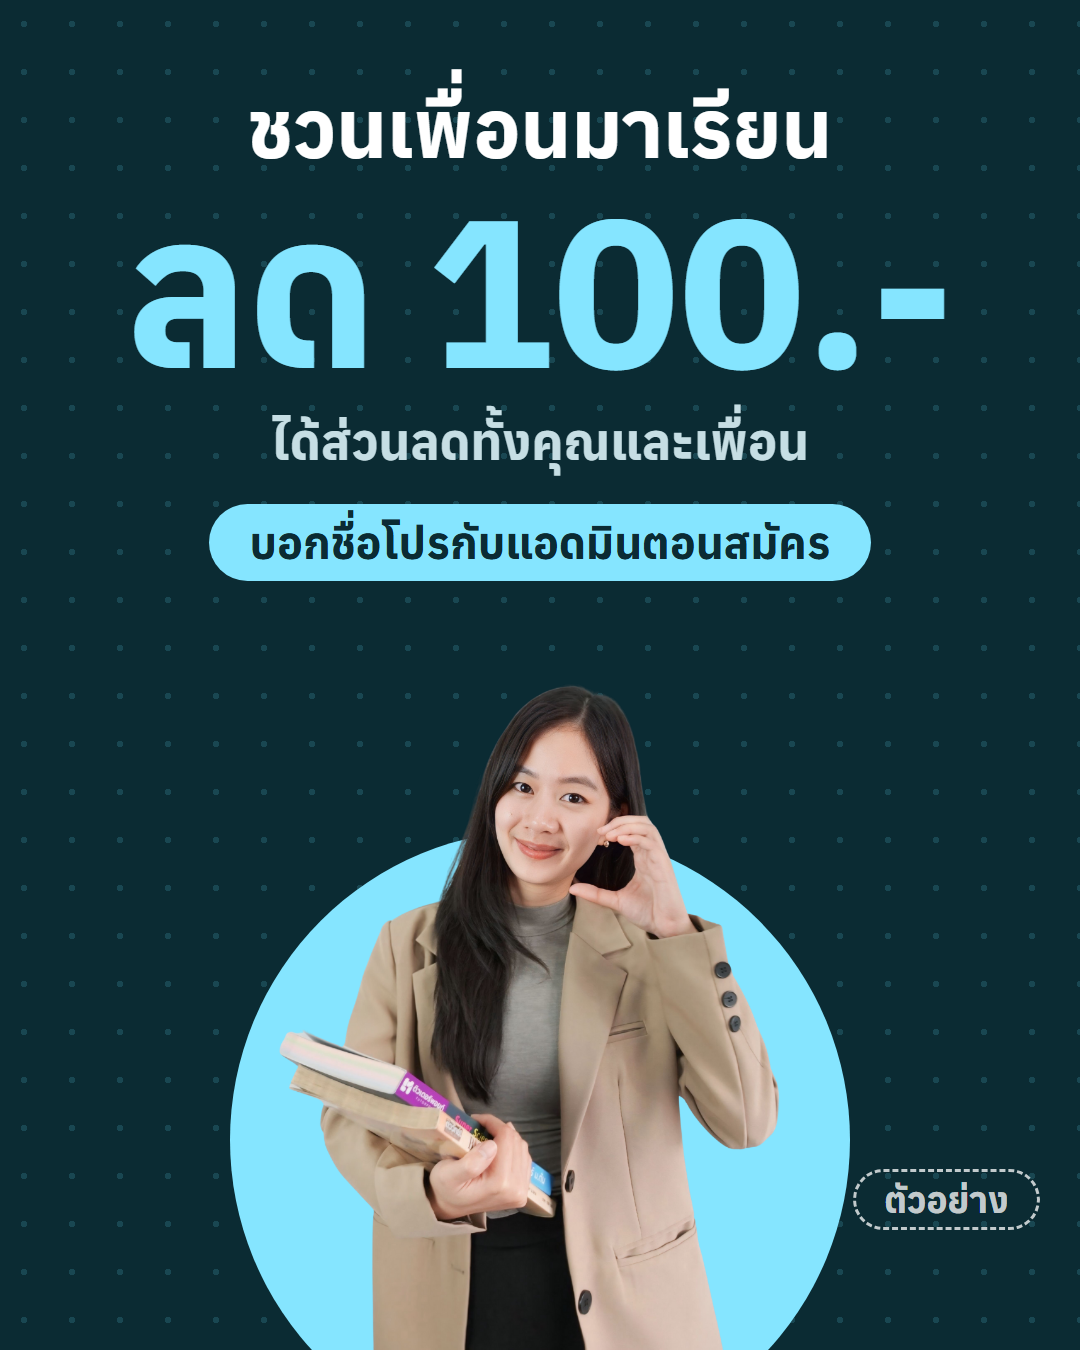 ชวนเพื่อนมาเรียน
ลด 100.-
ได้ส่วนลดทั้งคุณและเพื่อน
บอกชื่อโปรกับแอดมินตอนสมัคร
ตัวอย่าง